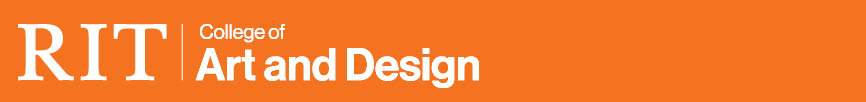 RIT
College of
Art and Design